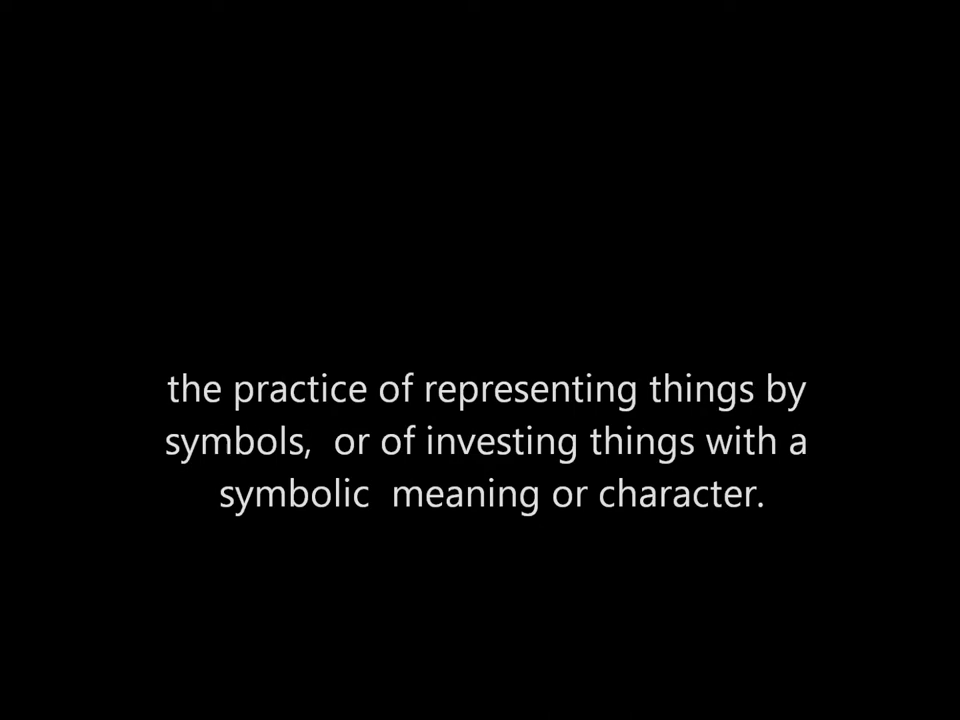 the practice of representing things by
symbols,  or of investing things with a
symbolic  meaning or character.